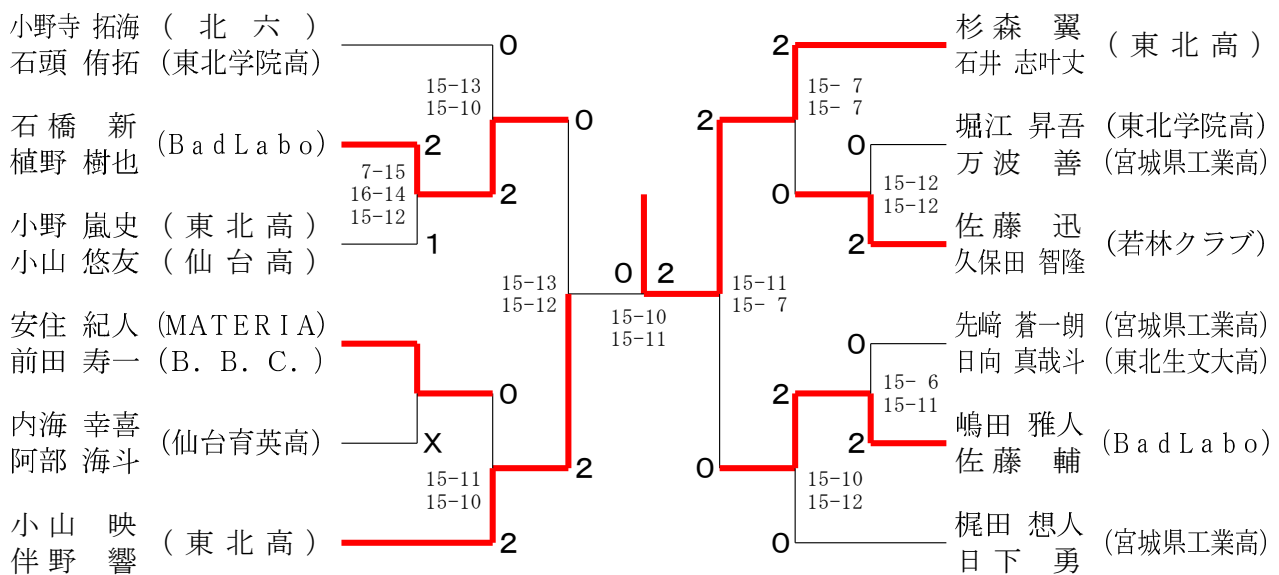 小野寺 拓海 ( 北 六 )
石頭 侑拓 (東北学院高)
0
15-13
15-10
石橋 新
植野 樹也 (BadLabo)
2
7-15
16-14
15-12
0
2
小野 嵐史 ( 東 北 高 )
小山 悠友 ( 仙 台 高 )
1
15-13
15-12
安住 紀人 (MATERIA)
前田 寿一 (B. B. C. )
0
内海 幸喜
阿部 海斗 (仙台育英高)
X
15-11
15-10
2
小山 映
伴野 響 ( 東 北 高 )
2
0 2
15-10
15-11
2
杉森 翼
石井 志叶丈 ( 東 北 高 )
15- 7
15- 7
2
堀江 昇吾 (東北学院高)
万波 善 (宮城県工業高)
0
15-12
15-12
0
佐藤 迅
久保田 智隆 (若林クラブ)
2
15-11
15- 7
先﨑 蒼一朗 (宮城県工業高)
日向 真哉斗 (東北生文大高)
0
15- 6
15-11
2
嶋田 雅人
佐藤 輔 (BadLabo)
2
0
15-10
15-12
梶田 想人
日下 勇 (宮城県工業高)
0